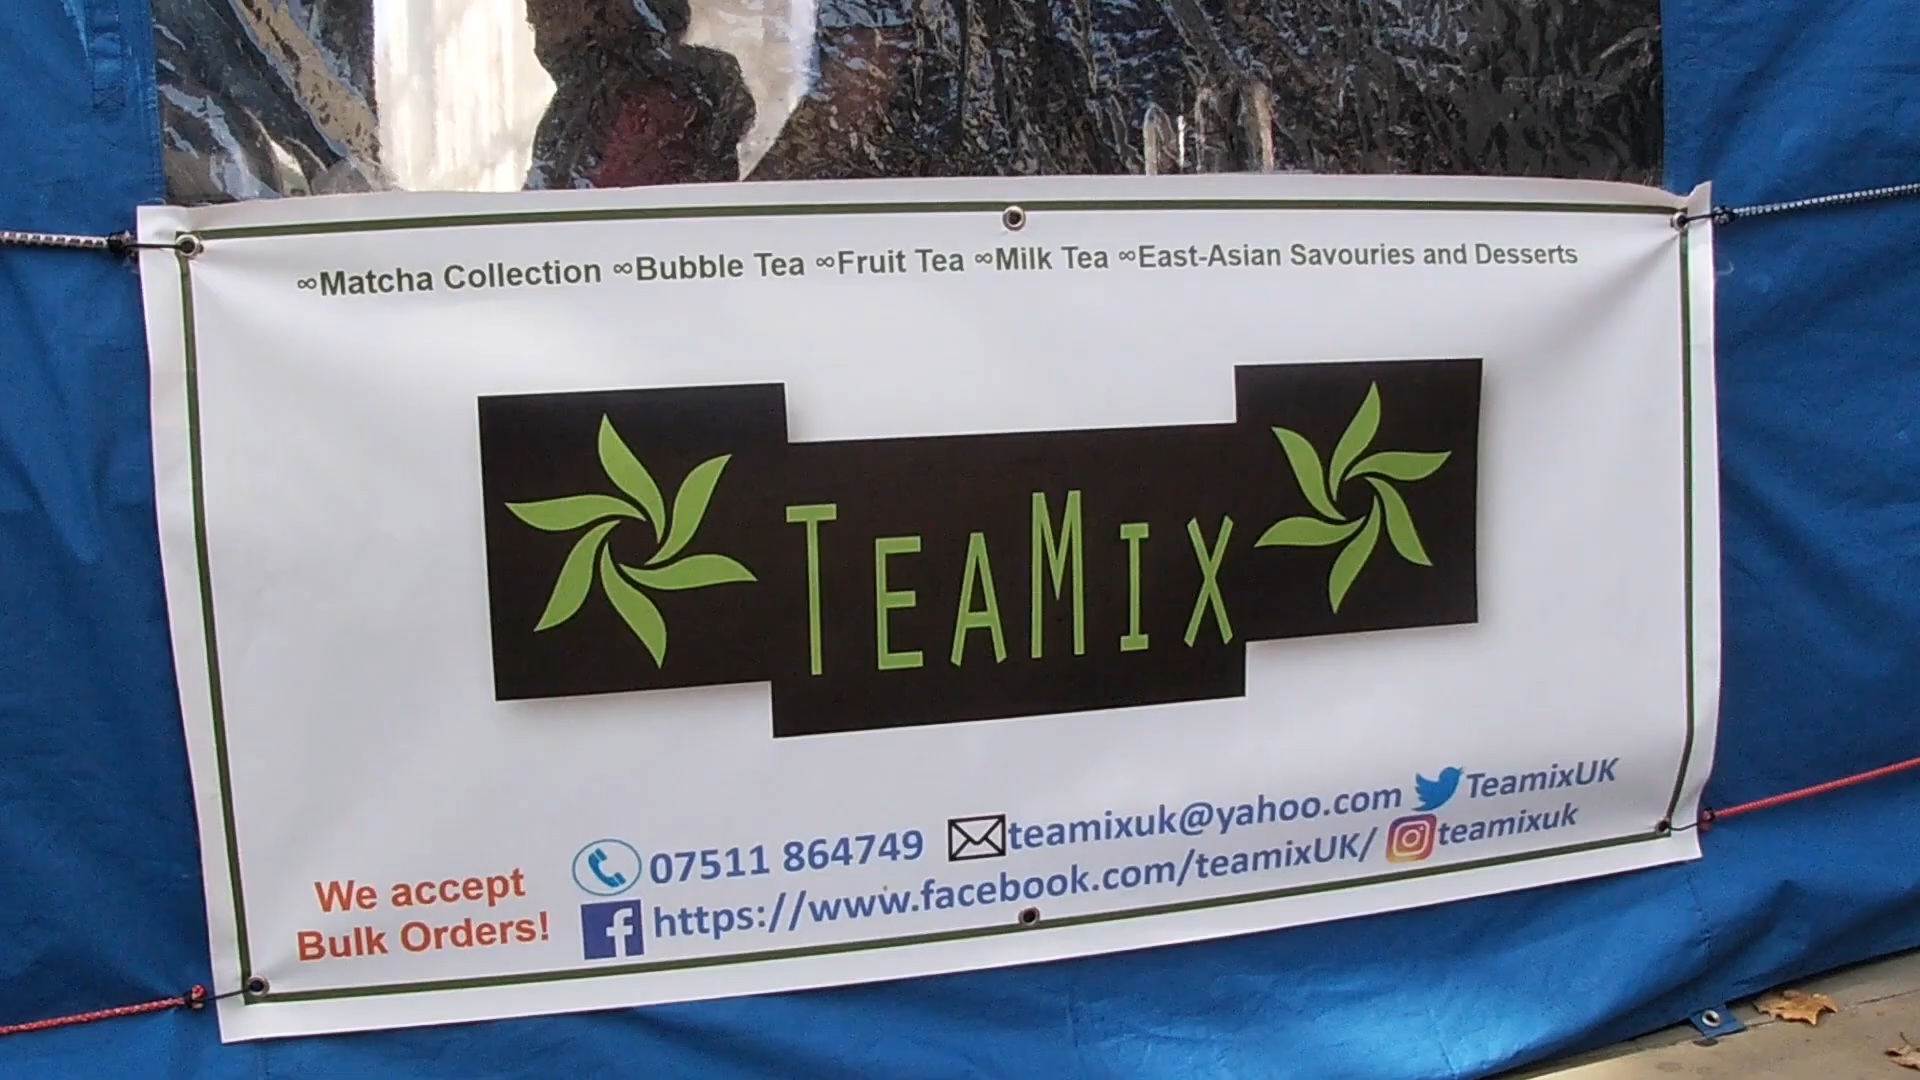 ∞Matcha Collection ∞Bubble Tea ∞Fruit Tea ∞Milk Tea ∞East-Asian Savouries and Desserts
TEAMIX
We accept
Bulk Orders!
07511 864749 teamixuk@yahoo.com TeamixUK
https://www.facebook.com/teamixUK/ teamixuk